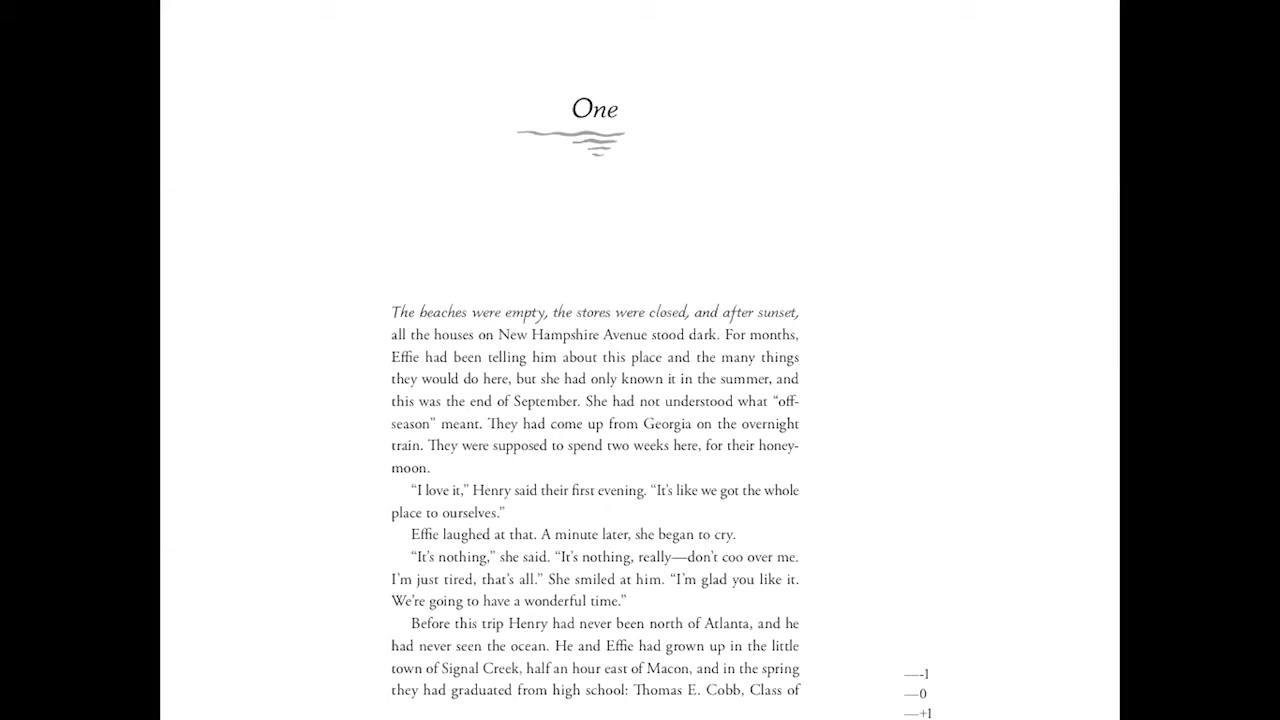 One
The beaches were empty, the stores were closed, and after sunset,
all the houses on New Hampshire Avenue stood dark. For months,
Effie had been telling him about this place and the many things
they would do here, but she had only known it in the summer, and
this was the end of September. She had not understood what “off-
season” meant. They had come up from Georgia on the overnight
train. They were supposed to spend two weeks here, for their honey-
moon.
“I love it,” Henry said their first evening. “It’s like we got the whole
place to ourselves.”
Effie laughed at that. A minute later, she began to cry.
“It’s nothing,” she said. “It’s nothing, really—don’t coo over me.
I’m just tired, that’s all.” She smiled at him. “I’m glad you like it.
We’re going to have a wonderful time.”
Before this trip Henry had never been north of Atlanta, and he
had never seen the ocean. He and Effie had grown up in the little
town of Signal Creek, half an hour east of Macon, and in the spring
they had graduated from high school: Thomas E. Cobb, Class of
—-1
—0
—+1